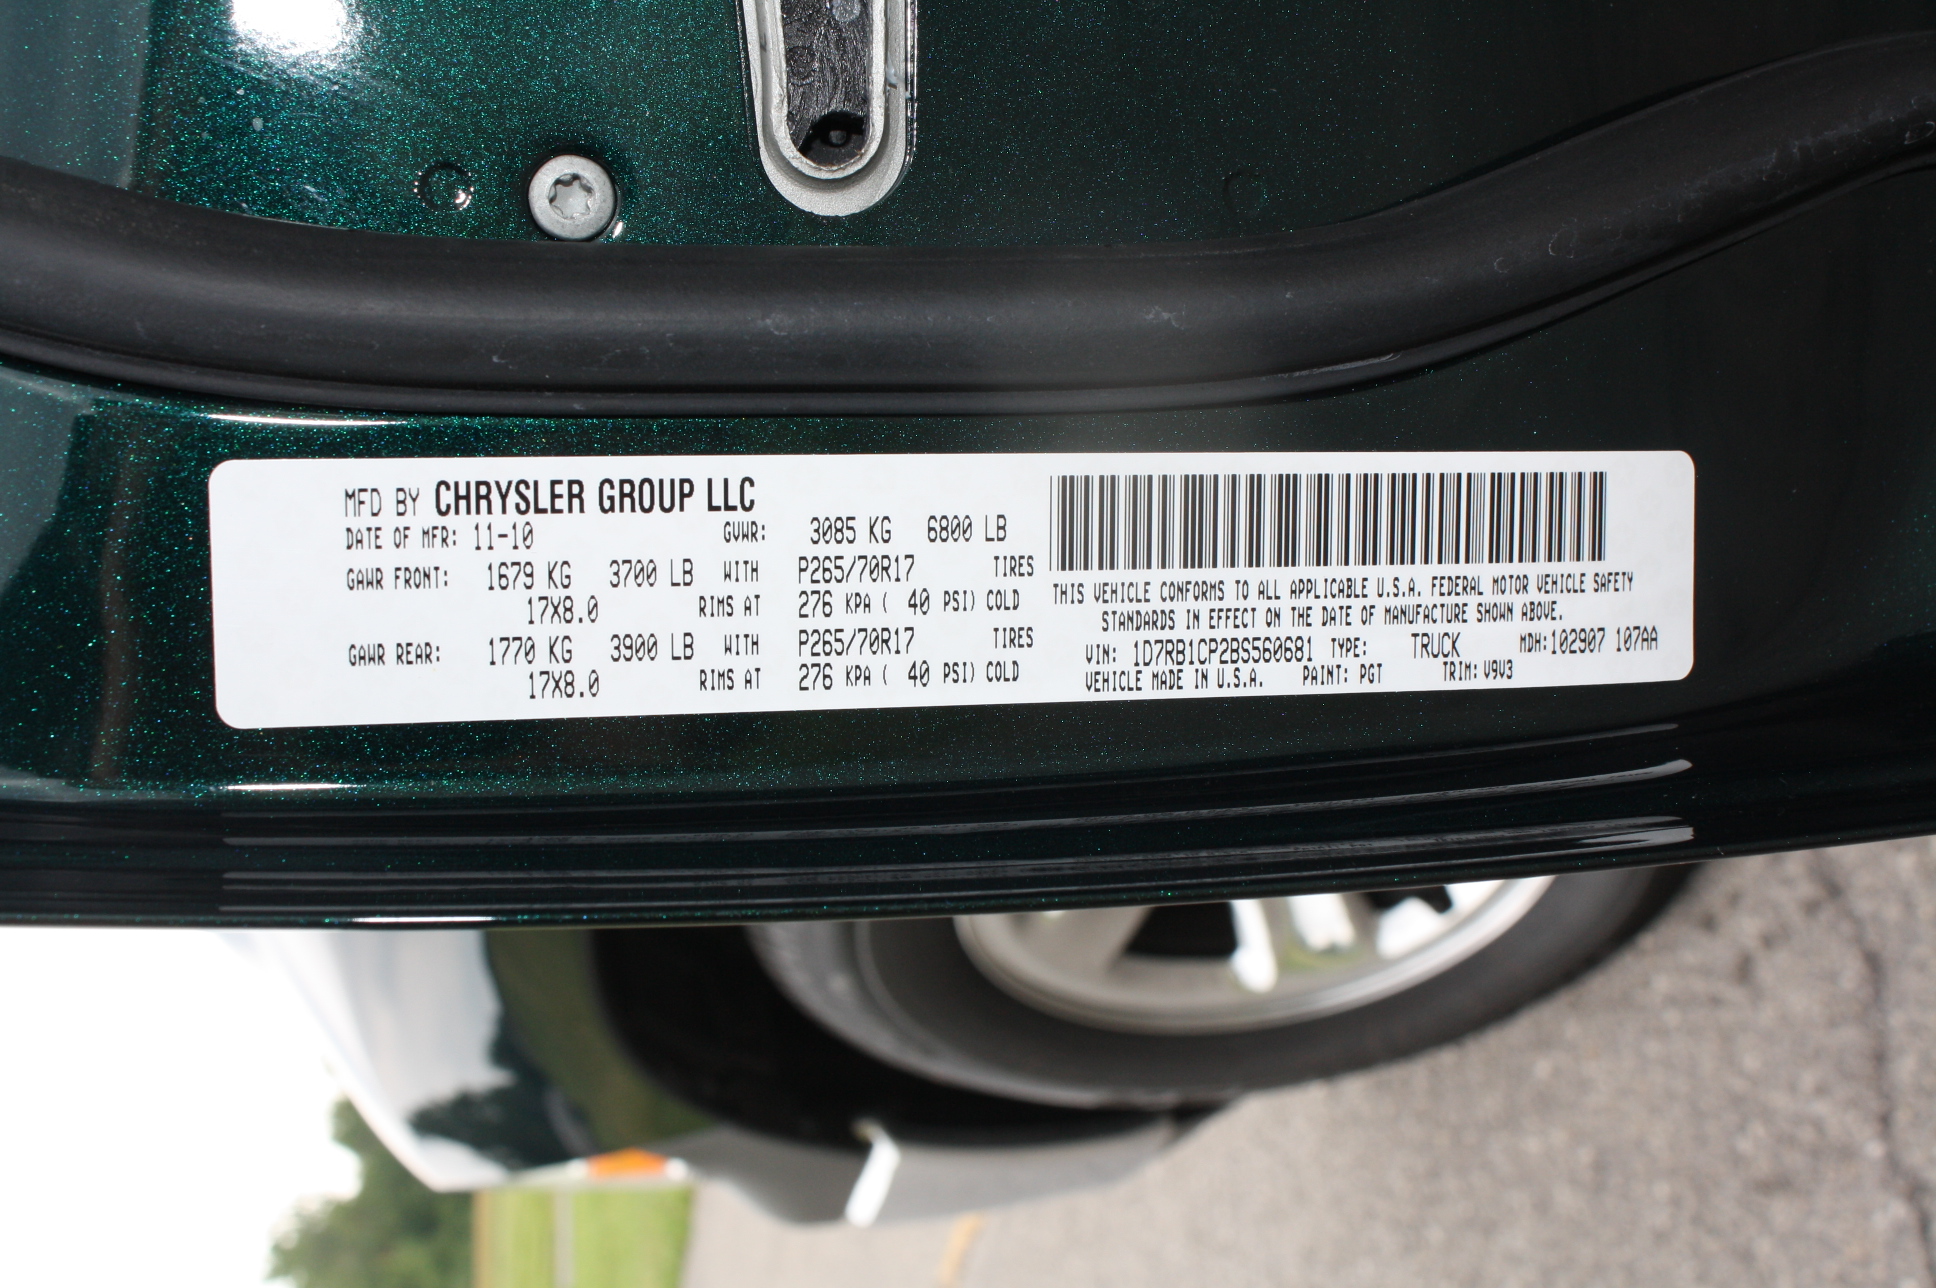 MFD BY CHRYSLER GROUP LLC
DATE OF MFR: 11-10 GVWR: 3085 KG 6800 LB
GAWR FRONT: 1679 KG 3700 LB WITH P265/70R17 TIRES
17X8.0 RIMS AT 276 KPA ( 40 PSI) COLD
GAWR REAR: 1770 KG 3900 LB WITH P265/70R17 TIRES
17X8.0 RIMS AT 276 KPA ( 40 PSI) COLD
THIS VEHICLE CONFORMS TO ALL APPLICABLE U.S.A. FEDERAL MOTOR VEHICLE SAFETY
STANDARDS IN EFFECT ON THE DATE OF MANUFACTURE SHOWN ABOVE.
VIN: 1D7RB1CP2BS560681 TYPE: TRUCK MDH:102907 107AA
VEHICLE MADE IN U.S.A. PAINT: PGT TRIM: V9V3